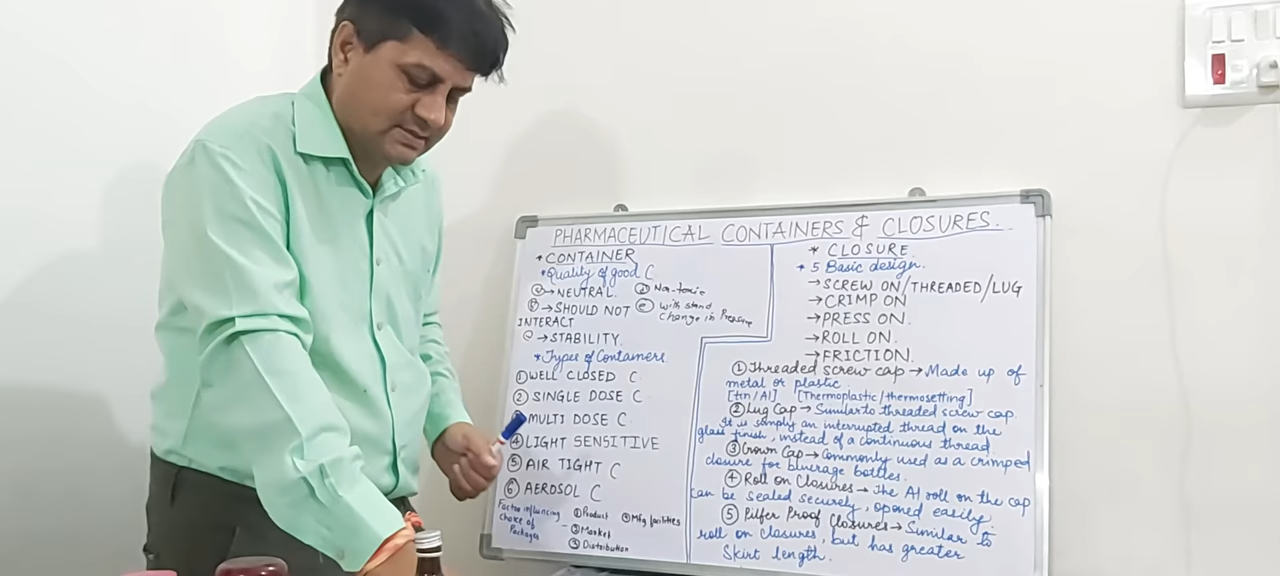 PHARMACEUTICAL CONTAINERS & CLOSURES.
* CONTAINER
* Quality of good C
ⓐ → NEUTRAL. ⓓ Non-toxic
ⓑ → SHOULD NOT INTERACT
ⓔ With stand change in Pressure
ⓒ → STABILITY.
* Types of Containers
① WELL CLOSED C
② SINGLE DOSE C
MULTI DOSE C
④ LIGHT SENSITIVE
⑤ AIR TIGHT C
⑥ AEROSOL C
Factor influencing choice of Packages
① Product
③ Market
③ Distribution
④ Mfg facilities
* CLOSURE
* 5 Basic design.
→ SCREW ON/THREADED/LUG
→ CRIMP ON
→ PRESS ON.
→ ROLL ON.
→ FRICTION.
① Threaded screw cap → Made up of
metal or plastic.
[tin/Al] [Thermoplastic/thermosetting]
② Lug Cap → Similar to threaded screw cap.
It is simply an interrupted thread on the
glass finish, instead of a continuous thread.
③ Crown Cap → Commonly used as a crimped
closure for bluerage bottles.
④ Roll on Closures → The Al roll on the cap
can be sealed securely, opened easily.
⑤ Pilfer Proof Closures → Similar to
roll on closures, but has greater
Skirt length.